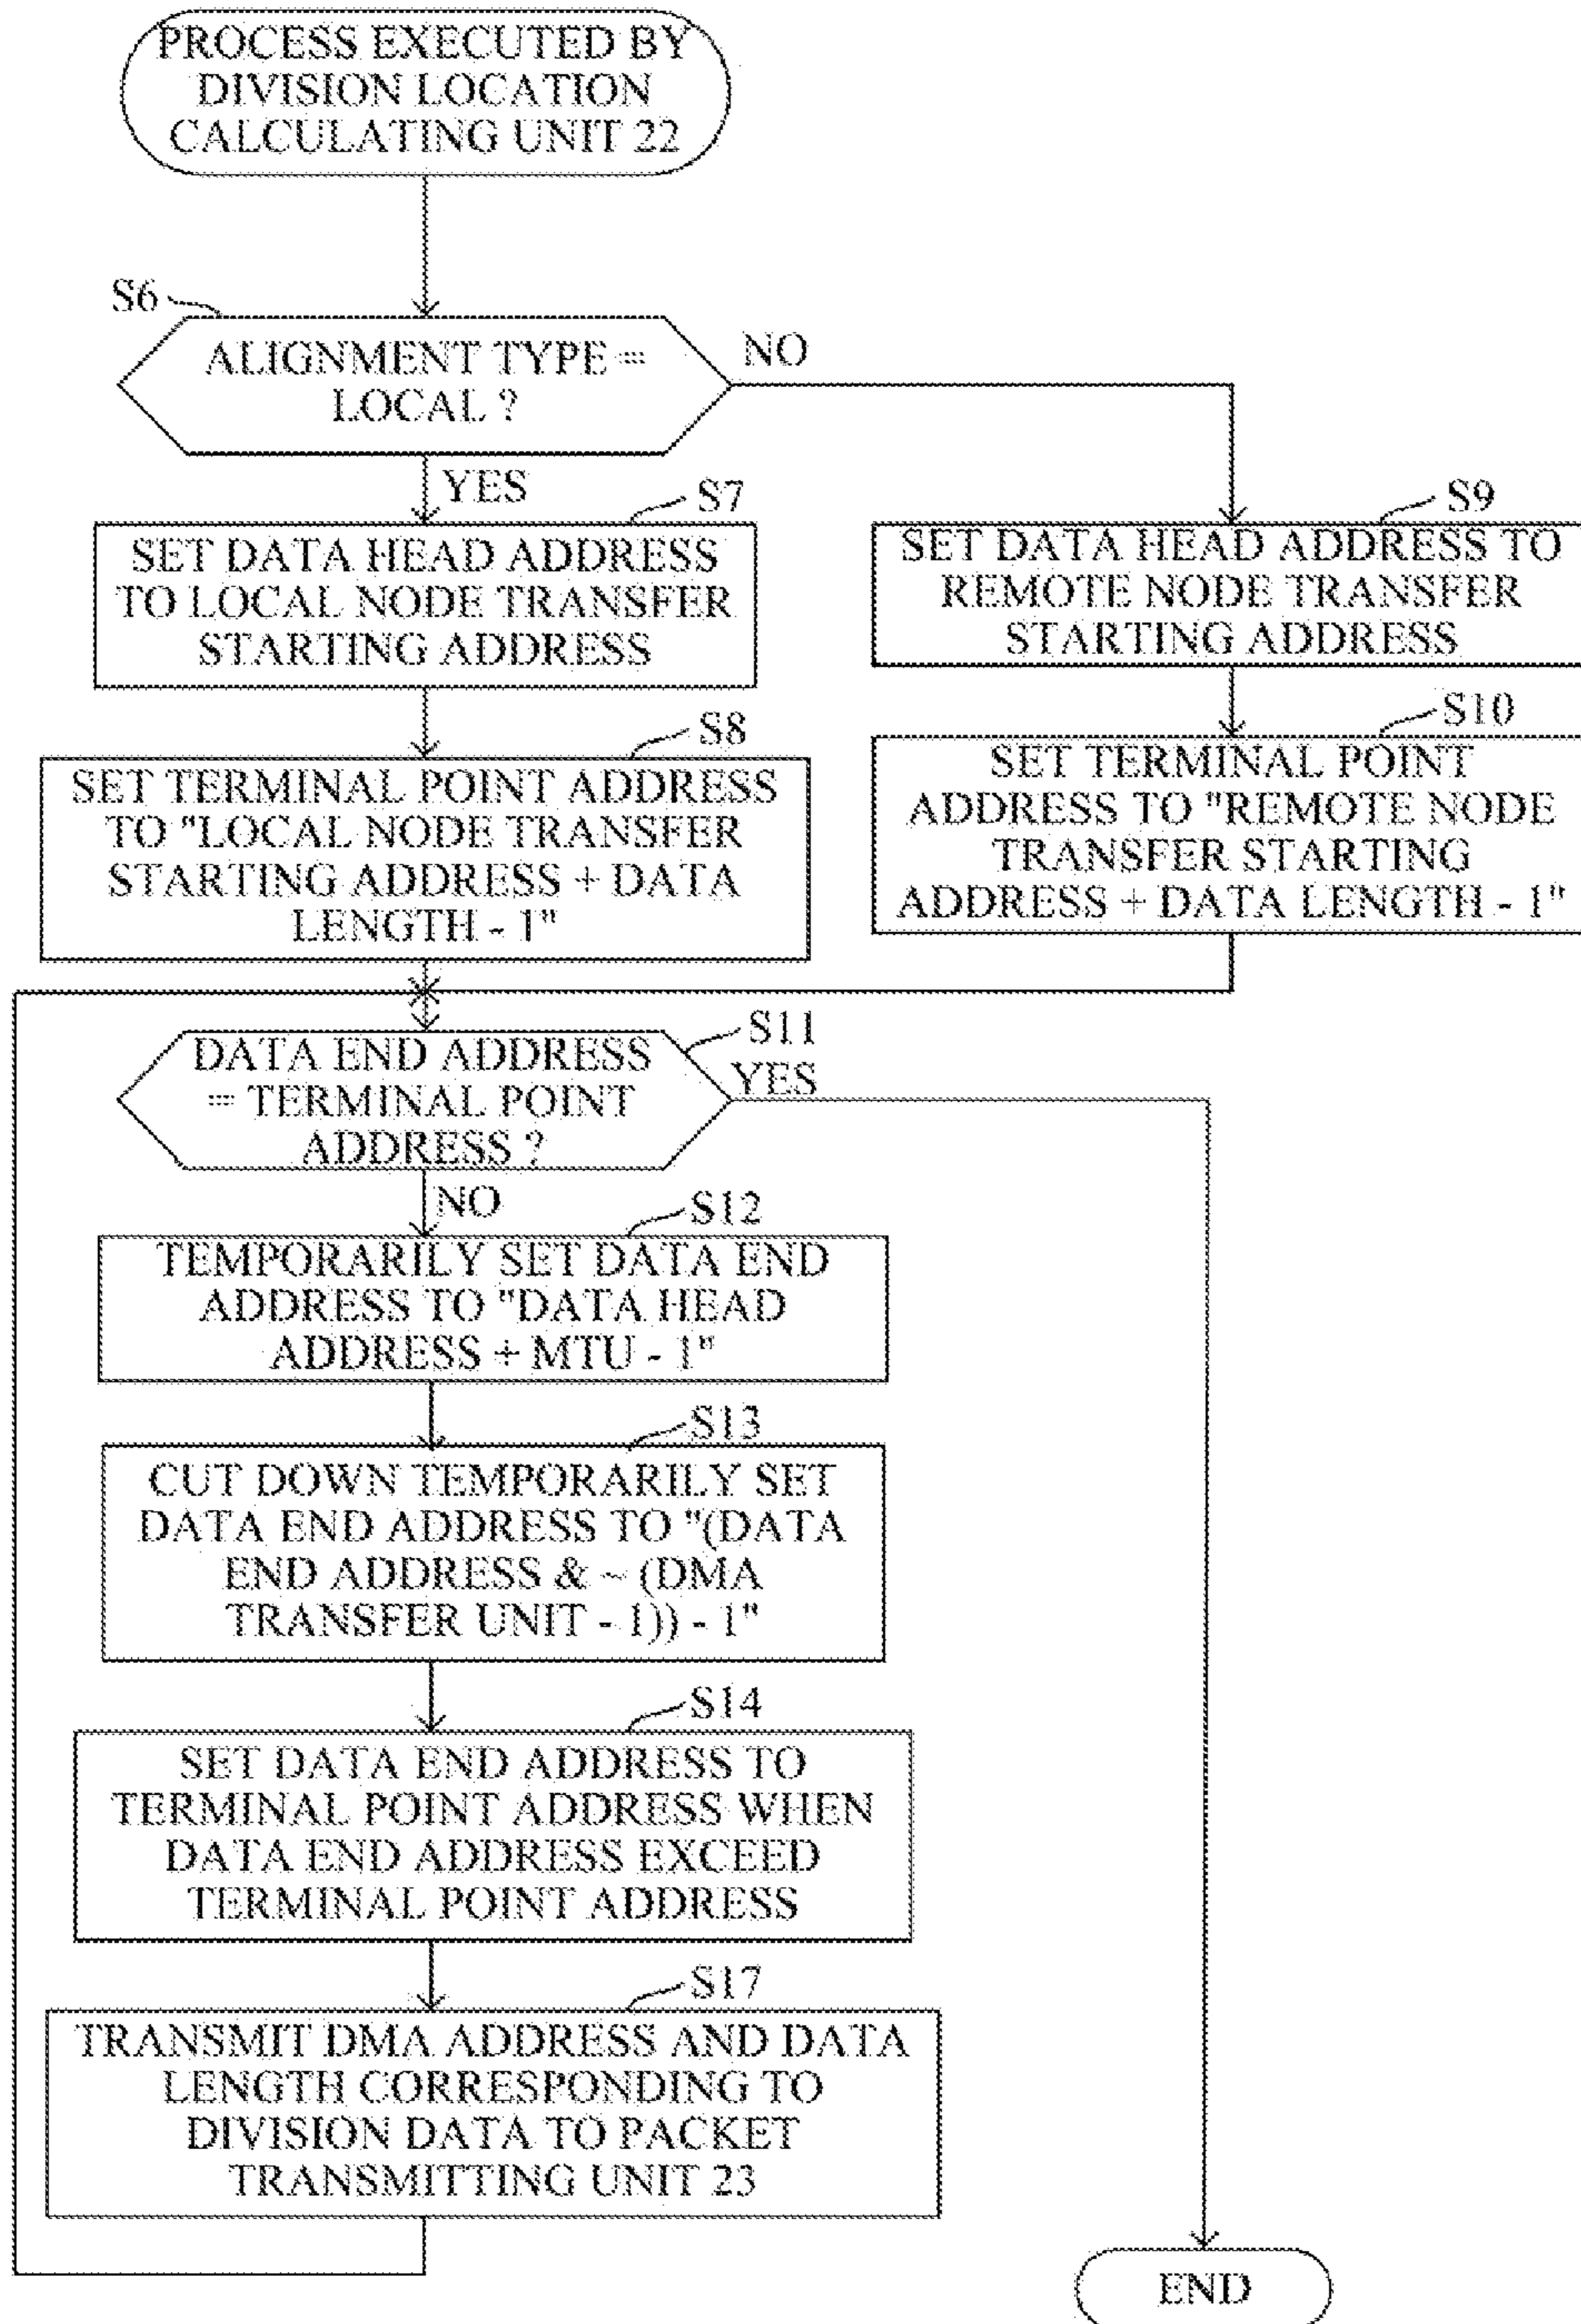 PROCESS EXECUTED BY
DIVISION LOCATION
CALCULATING UNIT 22
S6
ALIGNMENT TYPE =
LOCAL ?
NO
YES
S7
SET DATA HEAD ADDRESS
TO LOCAL NODE TRANSFER
STARTING ADDRESS
S9
SET DATA HEAD ADDRESS TO
REMOTE NODE TRANSFER
STARTING ADDRESS
S8
SET TERMINAL POINT ADDRESS
TO "LOCAL NODE TRANSFER
STARTING ADDRESS + DATA
LENGTH - 1"
S10
SET TERMINAL POINT
ADDRESS TO "REMOTE NODE
TRANSFER STARTING
ADDRESS + DATA LENGTH - 1"
S11
DATA END ADDRESS
= TERMINAL POINT
ADDRESS ?
YES
NO
S12
TEMPORARILY SET DATA END
ADDRESS TO "DATA HEAD
ADDRESS + MTU - 1"
S13
CUT DOWN TEMPORARILY SET
DATA END ADDRESS TO "(DATA
END ADDRESS & ~ (DMA
TRANSFER UNIT - 1)) - 1"
S14
SET DATA END ADDRESS TO
TERMINAL POINT ADDRESS WHEN
DATA END ADDRESS EXCEED
TERMINAL POINT ADDRESS
S17
TRANSMIT DMA ADDRESS AND DATA
LENGTH CORRESPONDING TO
DIVISION DATA TO PACKET
TRANSMITTING UNIT 23
END